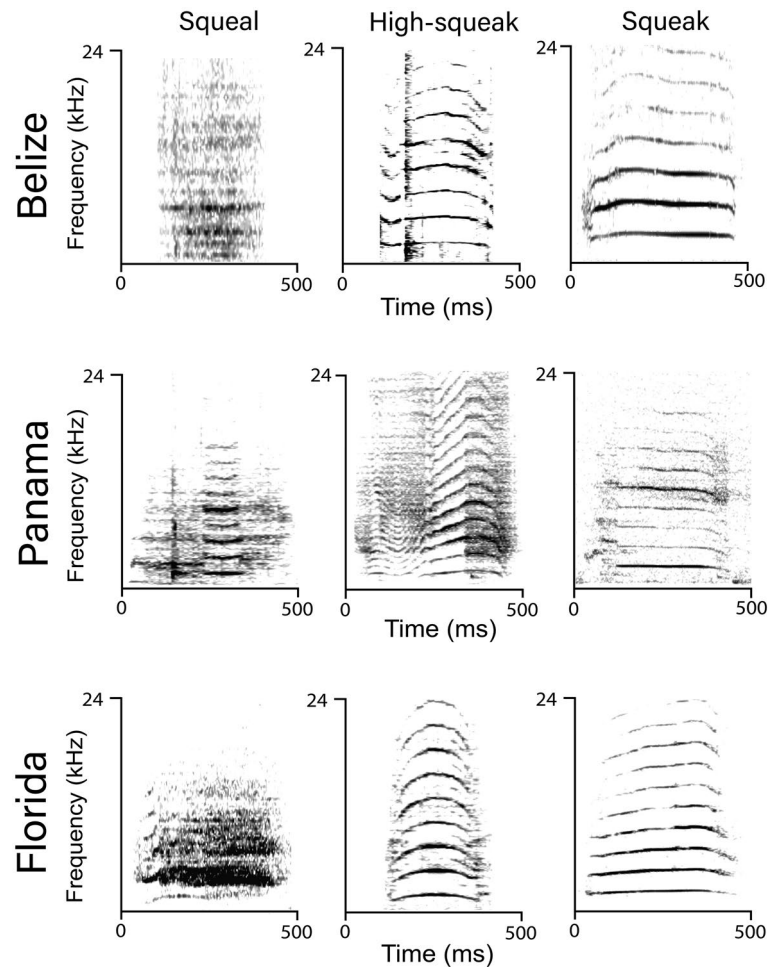 Squeal High-squeak Squeak
Belize
Frequency (kHz)
24 24 24
0 500 0 500 0 500
Time (ms)
Panama
Frequency (kHz)
24 24 24
0 500 0 500 0 500
Time (ms)
Florida
Frequency (kHz)
24 24 24
0 500 0 500 0 500
Time (ms)